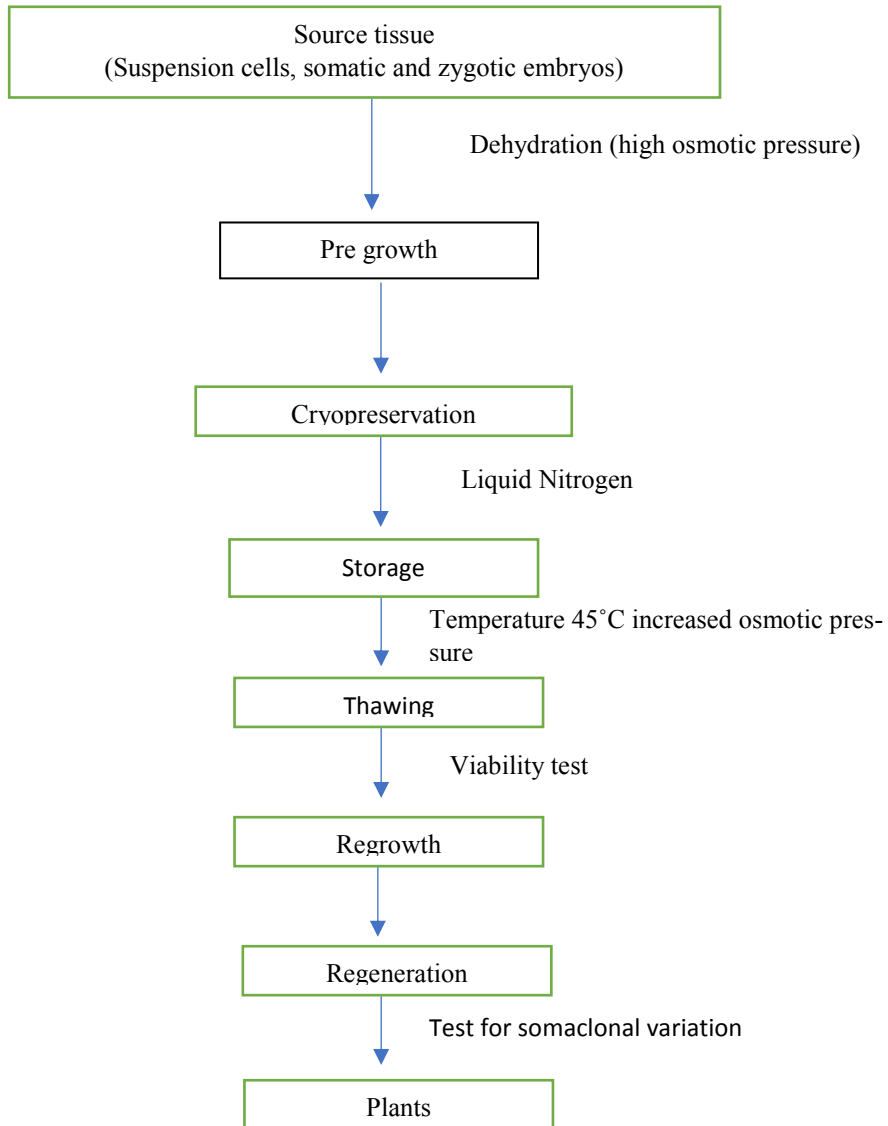 Source tissue
(Suspension cells, somatic and zygotic embryos)
Dehydration (high osmotic pressure)
Pre growth
Cryopreservation
Liquid Nitrogen
Storage
Temperature 45˚C increased osmotic pres-
sure
Thawing
Viability test
Regrowth
Regeneration
Test for somaclonal variation
Plants